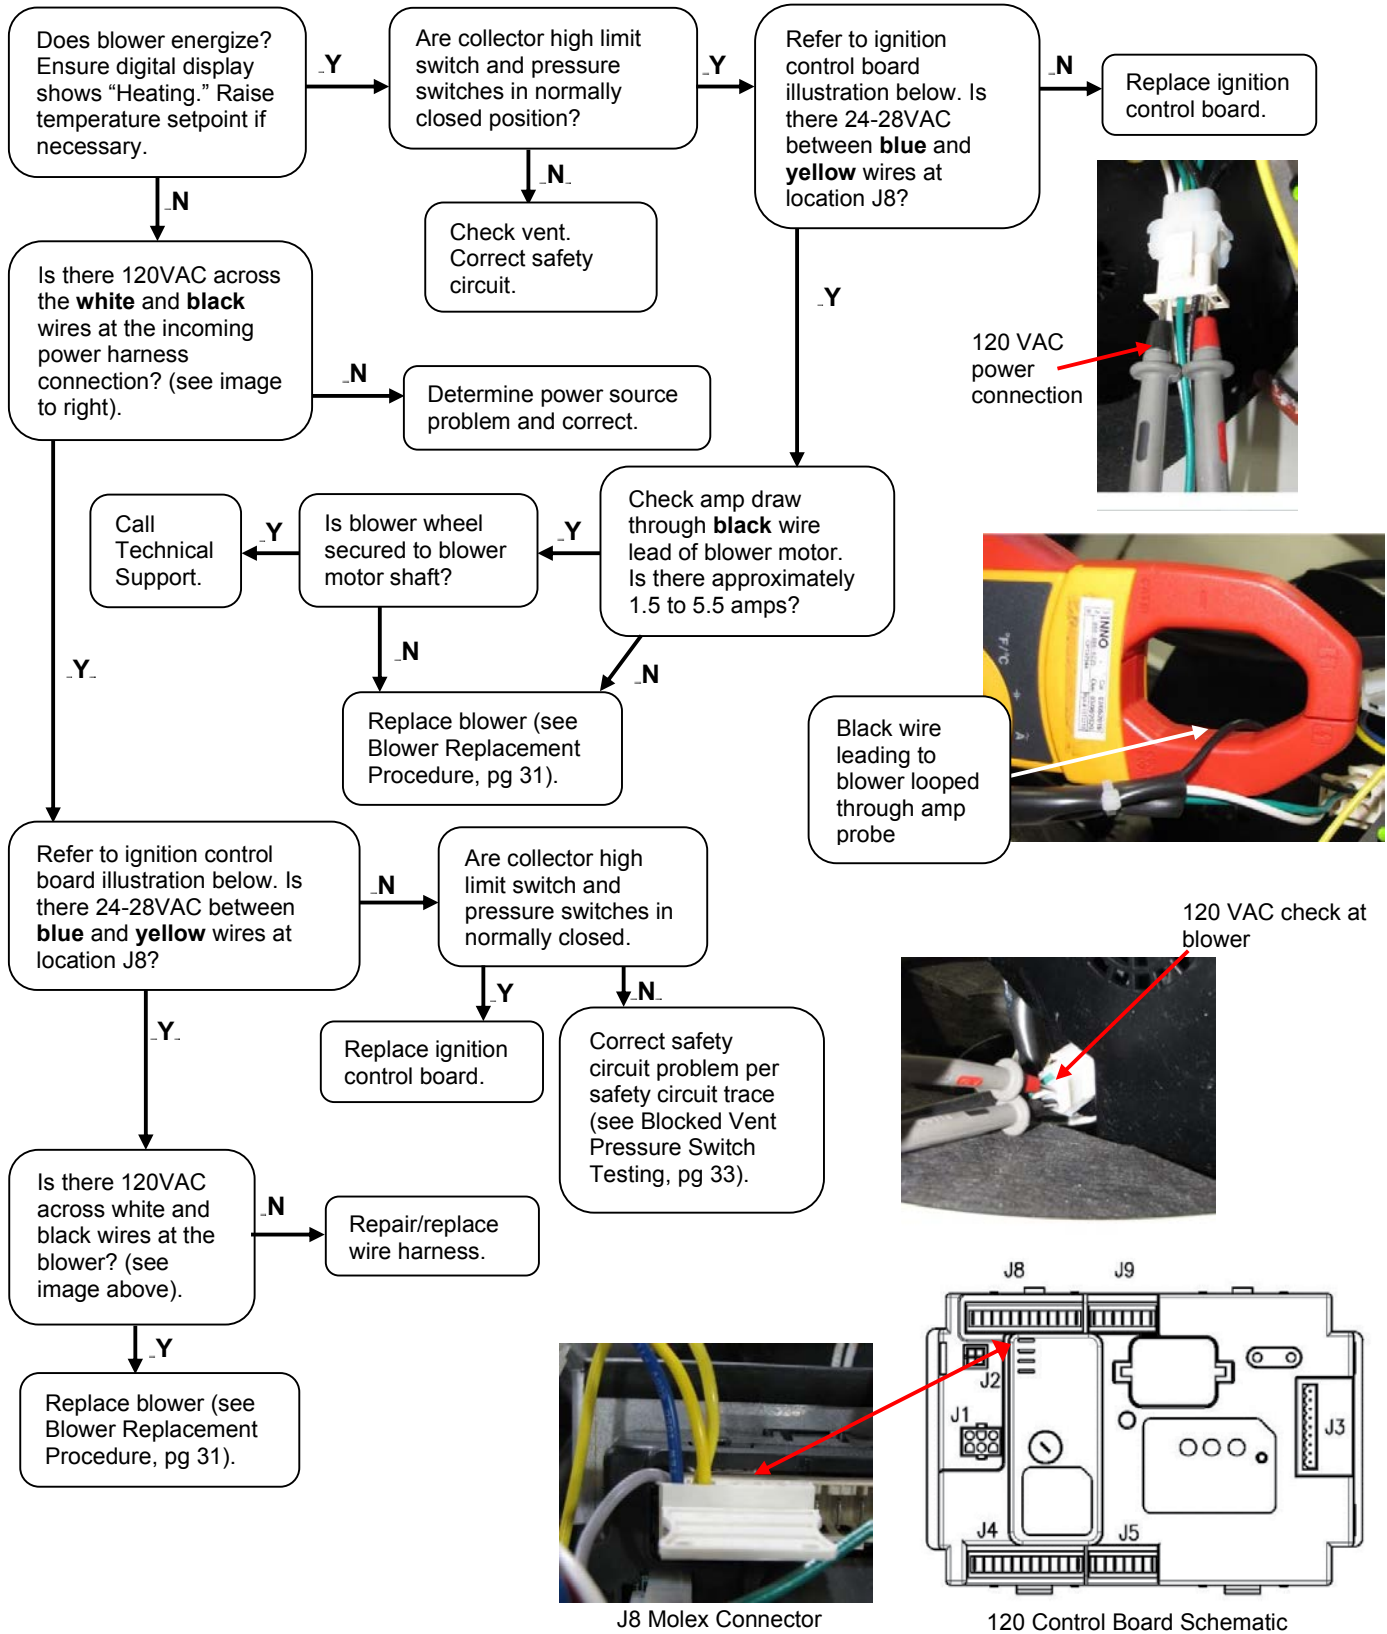 Does blower energize?
Ensure digital display
shows “Heating.” Raise
temperature setpoint if
necessary.
Y
Are collector high limit
switch and pressure
switches in normally
closed position?
Y
Refer to ignition
control board
illustration below. Is
there 24-28VAC
between blue and
yellow wires at
location J8?
N
Replace ignition
control board.
N
N
Check vent.
Correct safety
circuit.
Y
Is there 120VAC across
the white and black
wires at the incoming
power harness
connection? (see image
to right).
N
Determine power source
problem and correct.
120 VAC
power
connection
Call
Technical
Support.
Y
Is blower wheel
secured to blower
motor shaft?
Y
Check amp draw
through black wire
lead of blower motor.
Is there approximately
1.5 to 5.5 amps?
N
N
Y
Replace blower (see
Blower Replacement
Procedure, pg 31).
INNO
°F/°C
Black wire
leading to
blower looped
through amp
probe
Refer to ignition control
board illustration below. Is
there 24-28VAC between
blue and yellow wires at
location J8?
N
Are collector high
limit switch and
pressure switches in
normally closed.
120 VAC check at
blower
Y
N
Y
Replace ignition
control board.
Correct safety
circuit problem per
safety circuit trace
(see Blocked Vent
Pressure Switch
Testing, pg 33).
Is there 120VAC
across white and
black wires at the
blower? (see
image above).
N
Repair/replace
wire harness.
Y
Replace blower (see
Blower Replacement
Procedure, pg 31).
J8
J9
J2
J1
J3
J4
J5
J8 Molex Connector
120 Control Board Schematic